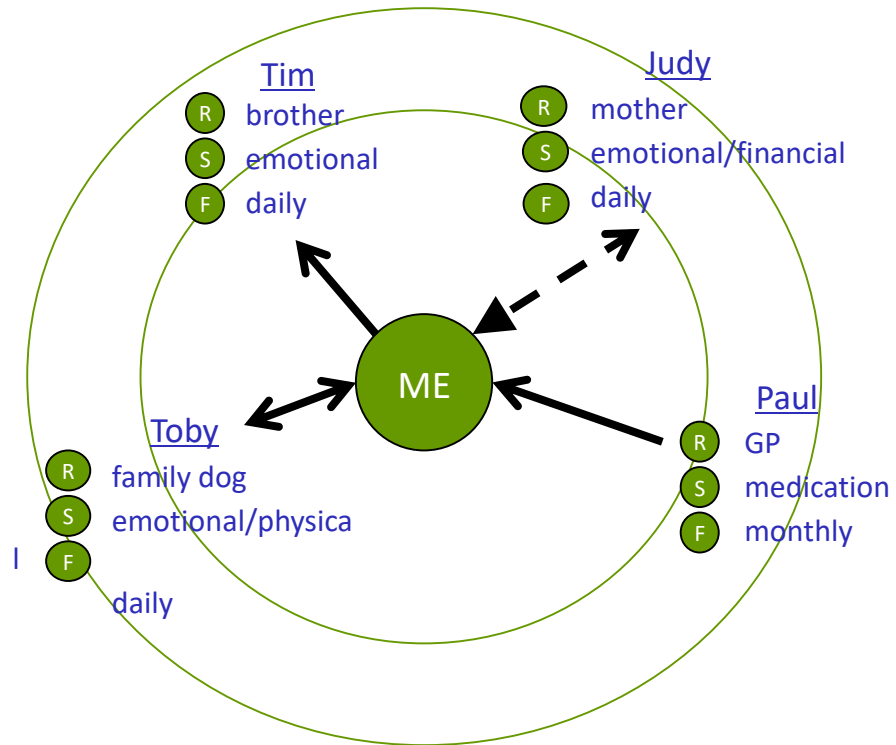 Tim
R brother
S emotional
F daily
Judy
R mother
S emotional/financial
F daily
ME
Toby
R family dog
S emotional/physica
l F
daily
Paul
R GP
S medication
F monthly